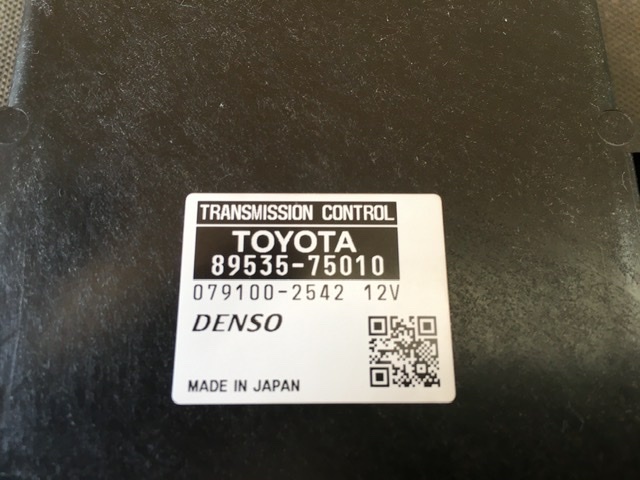 TRANSMISSION CONTROL
TOYOTA
89535-75010
079100-2542 12V
DENSO
MADE IN JAPAN